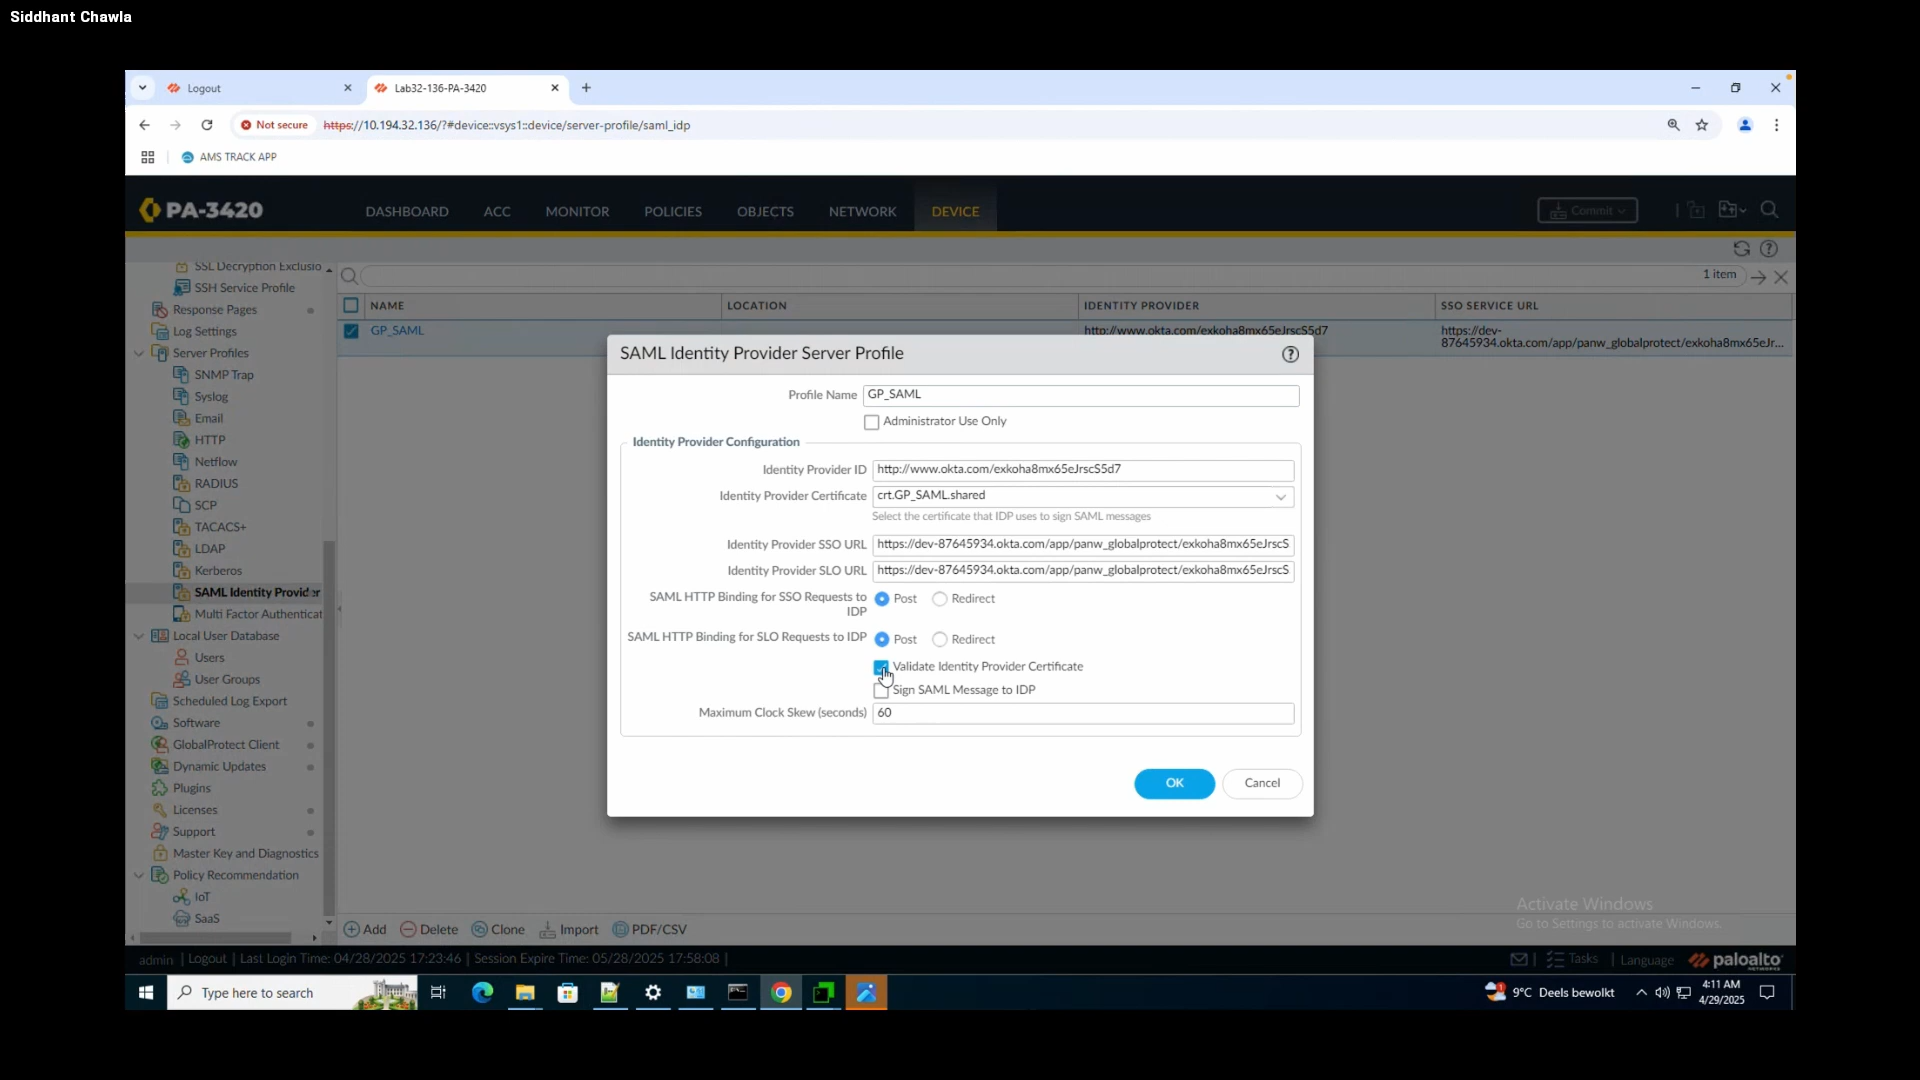 Siddhant Chawla
Logout
Lab32-136-PA-3420
Not secure
https://10.194.32.136/?#device::vsys1::device/server-profile/saml_idp
AMS TRACK APP
PA-3420
DASHBOARD
ACC
MONITOR
POLICIES
OBJECTS
NETWORK
DEVICE
Commit
SSL Decryption Exclusio
SSH Service Profile
Response Pages
Log Settings
Server Profiles
SNMP Trap
Syslog
Email
HTTP
Netflow
RADIUS
SCP
TACACS+
LDAP
Kerberos
SAML Identity Provider
Multi Factor Authenticat
Local User Database
Users
User Groups
Scheduled Log Export
Software
GlobalProtect Client
Dynamic Updates
Plugins
Licenses
Support
Master Key and Diagnostics
Policy Recommendation
IoT
SaaS
1 item
NAME
LOCATION
IDENTITY PROVIDER
SSO SERVICE URL
GP_SAML
http://www.okta.com/exkoha8mx65eJrscS5d7
https://dev-
87645934.okta.com/app/panw_globalprotect/exkoha8mx65eJr...
SAML Identity Provider Server Profile
Profile Name
GP_SAML
Administrator Use Only
Identity Provider Configuration
Identity Provider ID
http://www.okta.com/exkoha8mx65eJrscS5d7
Identity Provider Certificate
crt.GP_SAML.shared
Select the certificate that IDP uses to sign SAML messages
Identity Provider SSO URL
https://dev-87645934.okta.com/app/panw_globalprotect/exkoha8mx65eJrscS
Identity Provider SLO URL
https://dev-87645934.okta.com/app/panw_globalprotect/exkoha8mx65eJrscS
SAML HTTP Binding for SSO Requests to
IDP
Post
Redirect
SAML HTTP Binding for SLO Requests to IDP
Post
Redirect
Validate Identity Provider Certificate
Sign SAML Message to IDP
Maximum Clock Skew (seconds)
60
OK
Cancel
Activate Windows
Go to Settings to activate Windows.
Add
Delete
Clone
Import
PDF/CSV
admin | Logout | Last Login Time: 04/28/2025 17:23:46 | Session Expire Time: 05/28/2025 17:58:08 |
Tasks | Language
paloalto
Type here to search
9°C Deels bewolkt
4:11 AM
4/29/2025